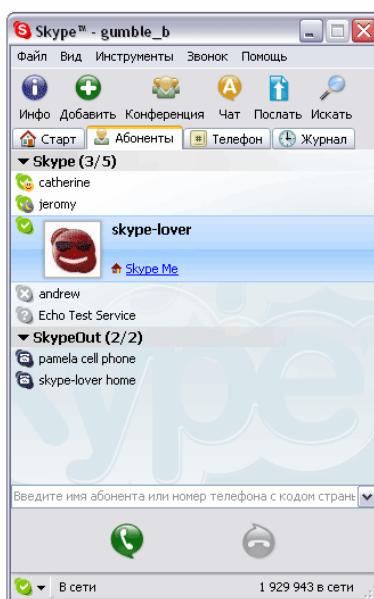 Skype™ - gumble_b
Файл Вид Инструменты Звонок Помощь
Инфо Добавить Конференция Чат Послать Искать
Старт Абоненты Телефон Журнал
Skype (3/5)
catherine
jeromy
skype-lover
Skype Me
andrew
Echo Test Service
SkypeOut (2/2)
pamela cell phone
skype-lover home
Введите имя абонента или номер телефона с кодом страны
В сети 1 929 943 в сети